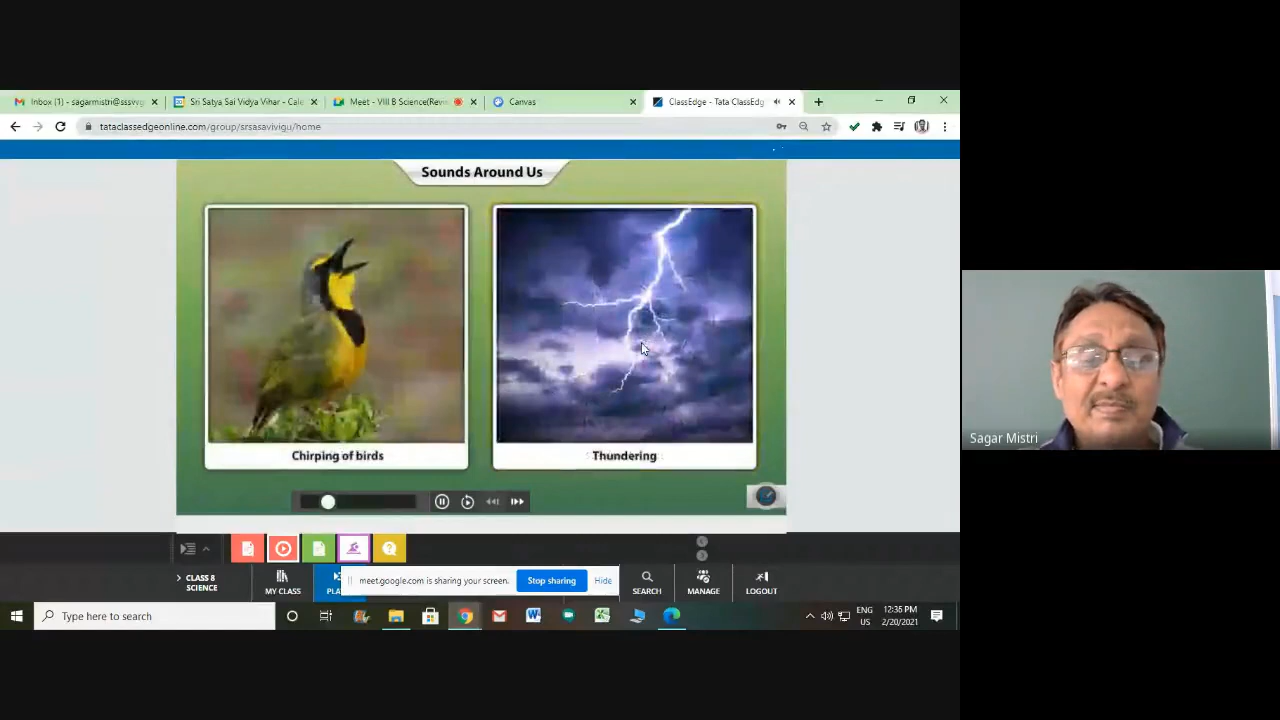 Inbox (1) - sagarmistri@sssvvg
Sri Satya Sai Vidya Vihar - Cale
Meet - VIII B Science(Rev
Canvas
ClassEdge - Tata ClassEdg
tataclassedgeonline.com/group/srsasavivigu/home
Sounds Around Us
Chirping of birds
Thundering
Sagar Mistri
CLASS 8
SCIENCE
MY CLASS
PLA
meet.google.com is sharing your screen.
Stop sharing
Hide
SEARCH
MANAGE
LOGOUT
Type here to search
ENG
US
12:35 PM
2/20/2021